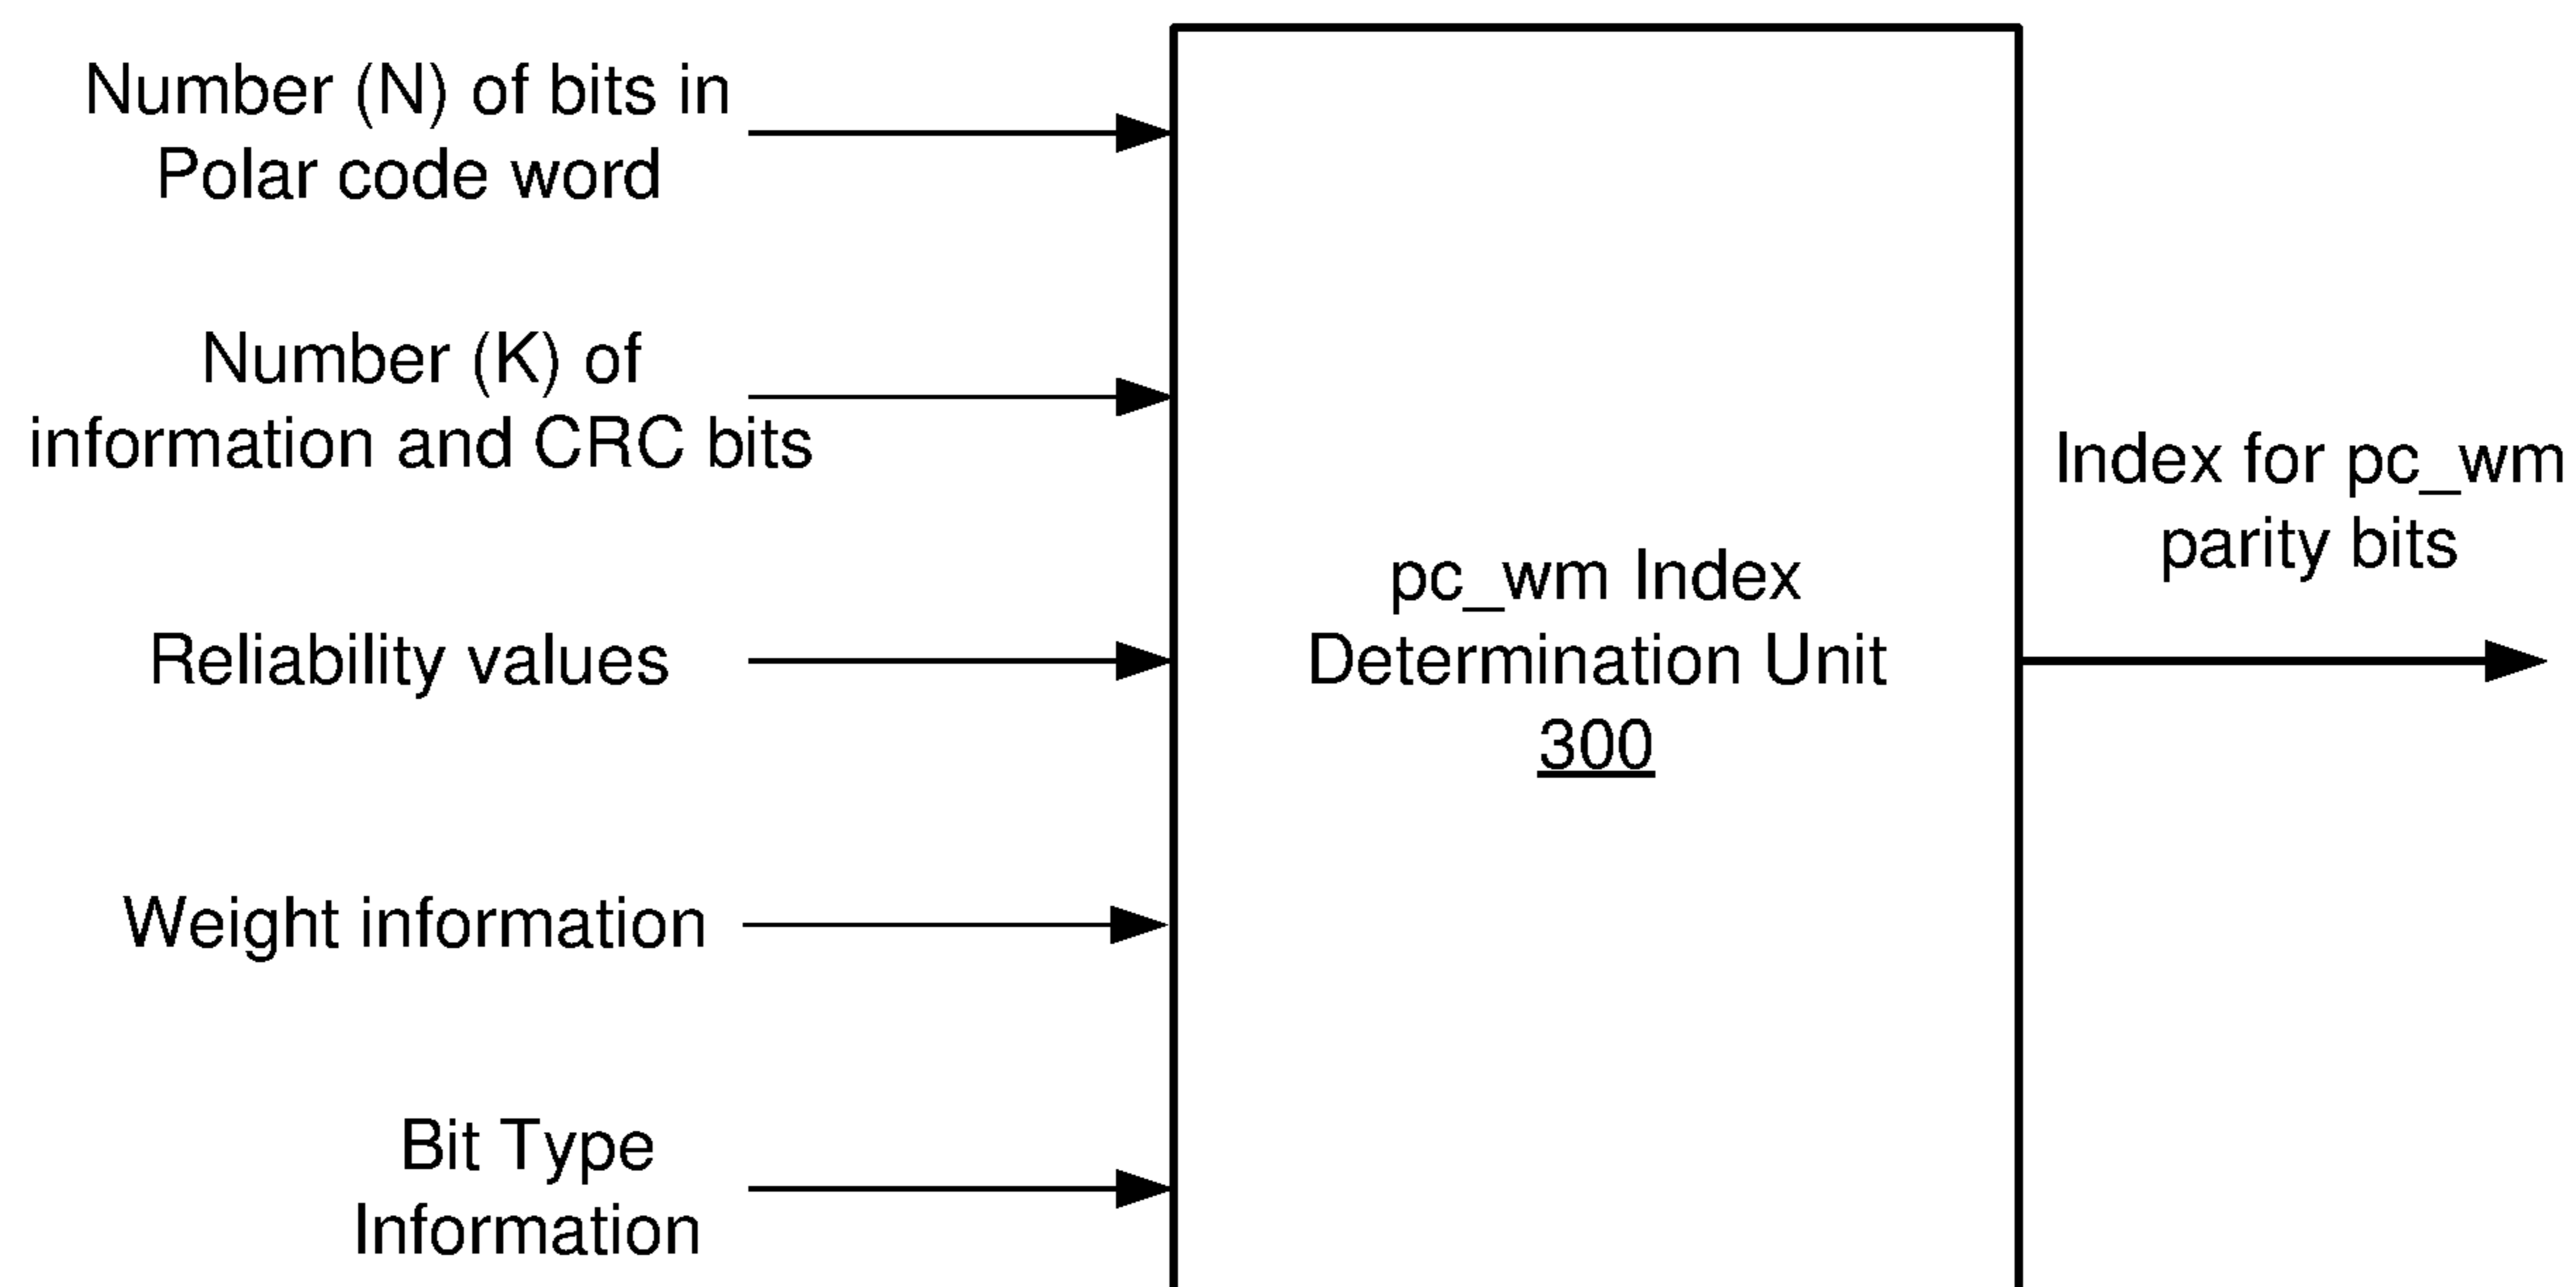 Number (N) of bits in
Polar code word
Number (K) of
information and CRC bits
Reliability values
Weight information
Bit Type
Information
pc_wm Index
Determination Unit
300
Index for pc_wm
parity bits